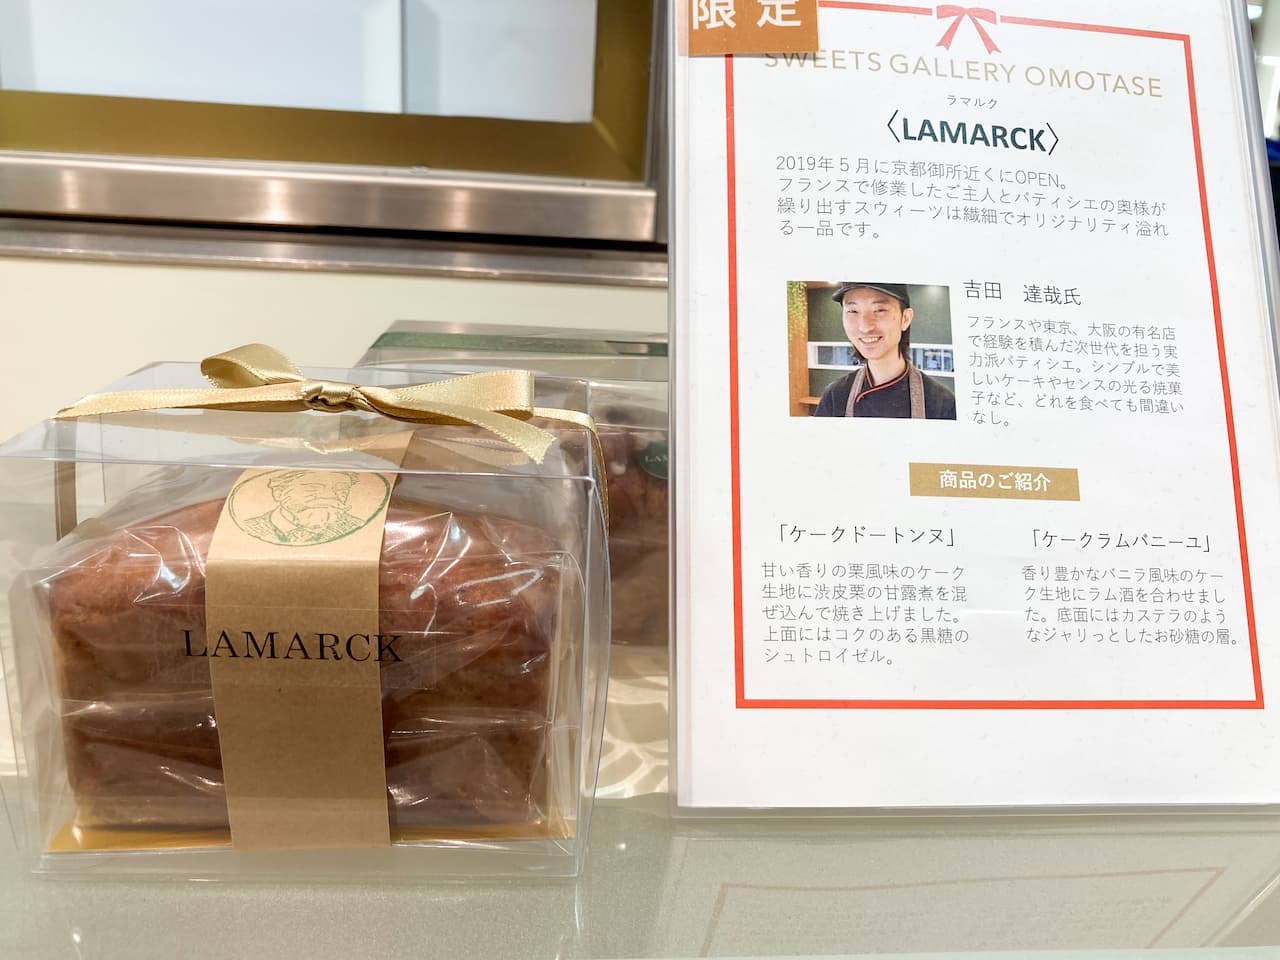 限定
SWEETS GALLERY OMOTASE
ラマルク
〈LAMARCK〉
2019年5月に京都御所近くにOPEN。
フランスで修業したご主人とパティシエの奥様が
繰り出すスウィーツは繊細でオリジナリティ溢れ
る一品です。
吉田　達哉氏
フランスや東京、大阪の有名店
で経験を積んだ次世代を担う実
力派パティシエ。シンプルで美
しいケーキやセンスの光る焼菓
子など、どれを食べても間違い
なし。
商品のご紹介
「ケークドートンヌ」
甘い香りの栗風味のケーク
生地に渋皮栗の甘露煮を混
ぜ込んで焼き上げました。
上面にはコクのある黒糖の
シュトロイゼル。
「ケークラムバニーユ」
香り豊かなバニラ風味のケー
ク生地にラム酒を合わせまし
た。底面にはカステラのよう
なジャリっとしたお砂糖の層。
LAMARCK